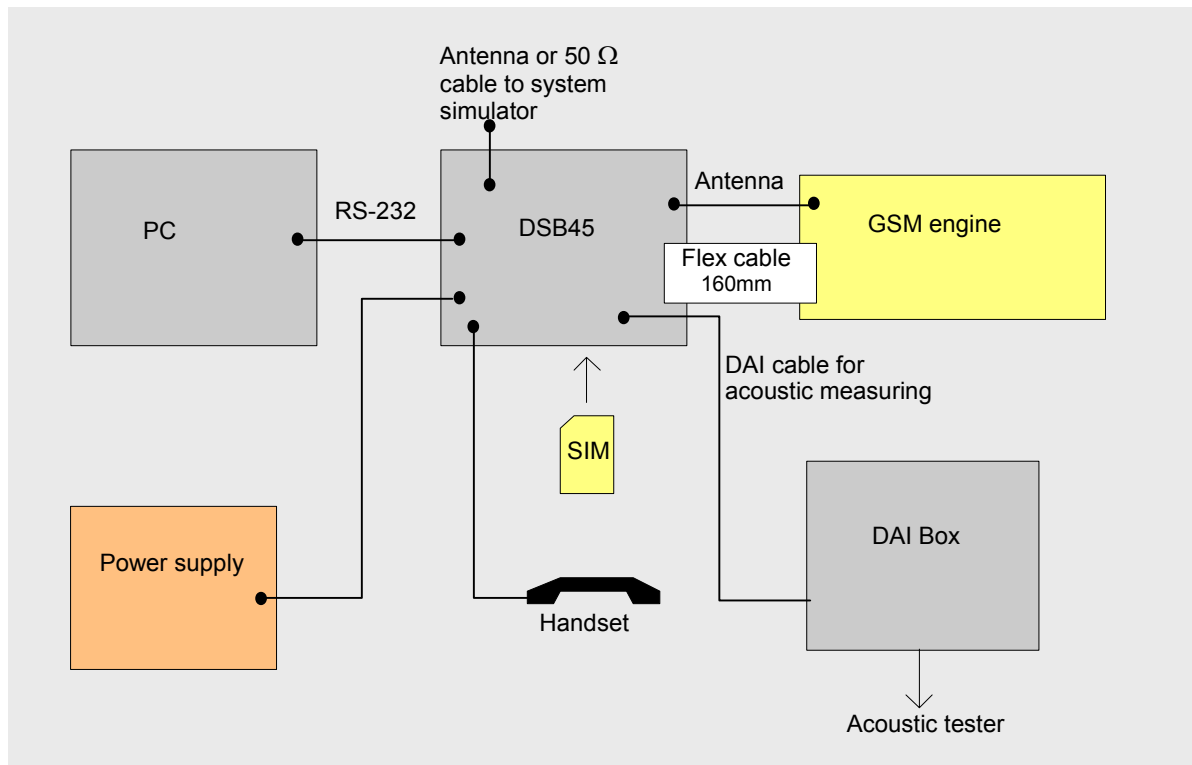 Antenna or 50 Ω
cable to system
simulator
PC
RS-232
DSB45
Antenna
GSM engine
Flex cable
160mm
DAI cable for
acoustic measuring
SIM
Power supply
DAI Box
Handset
Acoustic tester